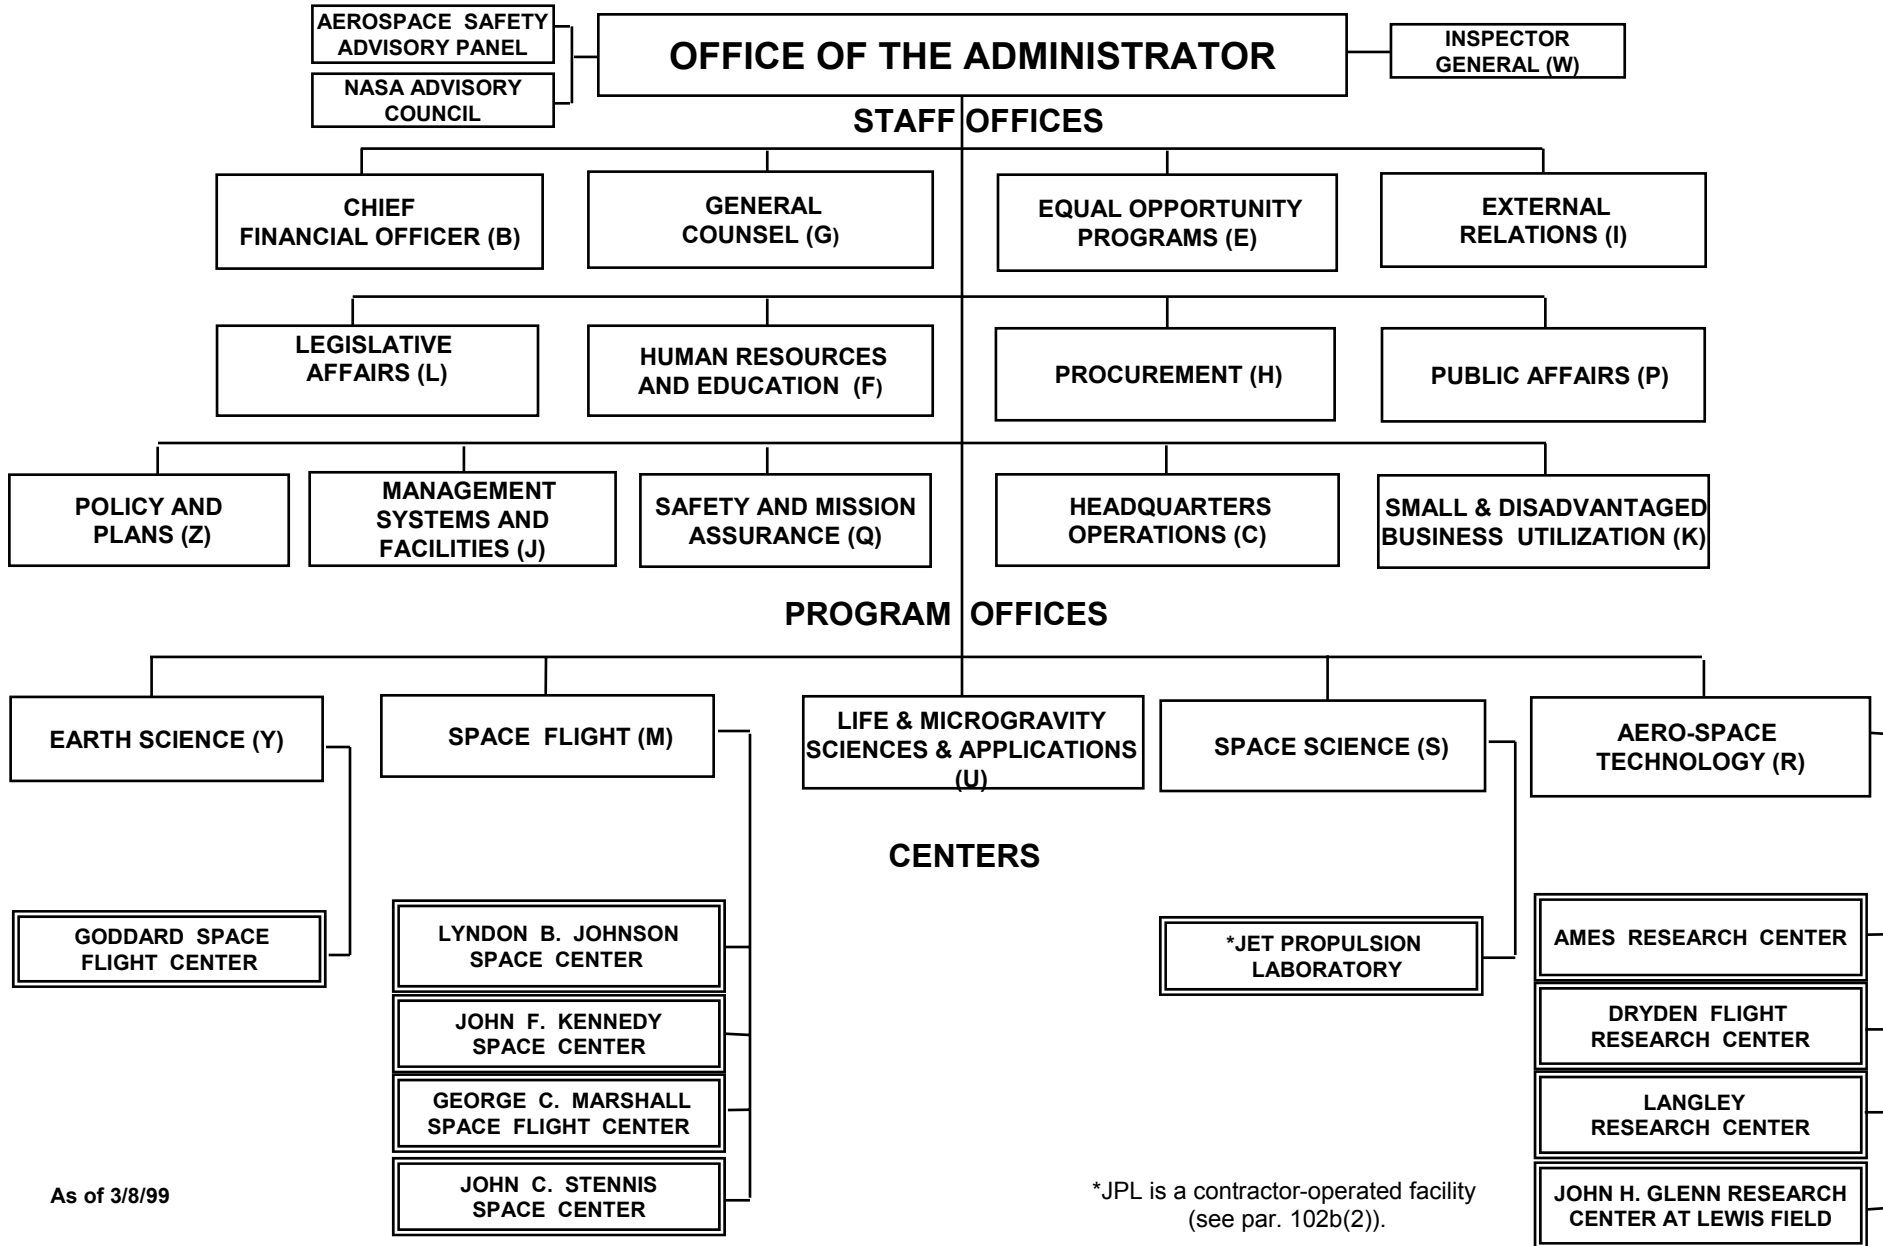 AEROSPACE SAFETY
ADVISORY PANEL
NASA ADVISORY
COUNCIL
OFFICE OF THE ADMINISTRATOR
INSPECTOR
GENERAL (W)
STAFF OFFICES
CHIEF
FINANCIAL OFFICER (B)
GENERAL
COUNSEL (G)
EQUAL OPPORTUNITY
PROGRAMS (E)
EXTERNAL
RELATIONS (I)
LEGISLATIVE
AFFAIRS (L)
HUMAN RESOURCES
AND EDUCATION (F)
PROCUREMENT (H)
PUBLIC AFFAIRS (P)
POLICY AND
PLANS (Z)
MANAGEMENT
SYSTEMS AND
FACILITIES (J)
SAFETY AND MISSION
ASSURANCE (Q)
HEADQUARTERS
OPERATIONS (C)
SMALL & DISADVANTAGED
BUSINESS UTILIZATION (K)
PROGRAM OFFICES
EARTH SCIENCE (Y)
SPACE FLIGHT (M)
LIFE & MICROGRAVITY
SCIENCES & APPLICATIONS
(U)
SPACE SCIENCE (S)
AERO-SPACE
TECHNOLOGY (R)
CENTERS
GODDARD SPACE
FLIGHT CENTER
LYNDON B. JOHNSON
SPACE CENTER
JOHN F. KENNEDY
SPACE CENTER
GEORGE C. MARSHALL
SPACE FLIGHT CENTER
JOHN C. STENNIS
SPACE CENTER
*JET PROPULSION
LABORATORY
AMES RESEARCH CENTER
DRYDEN FLIGHT
RESEARCH CENTER
LANGLEY
RESEARCH CENTER
JOHN H. GLENN RESEARCH
CENTER AT LEWIS FIELD
As of 3/8/99
*JPL is a contractor-operated facility
(see par. 102b(2)).